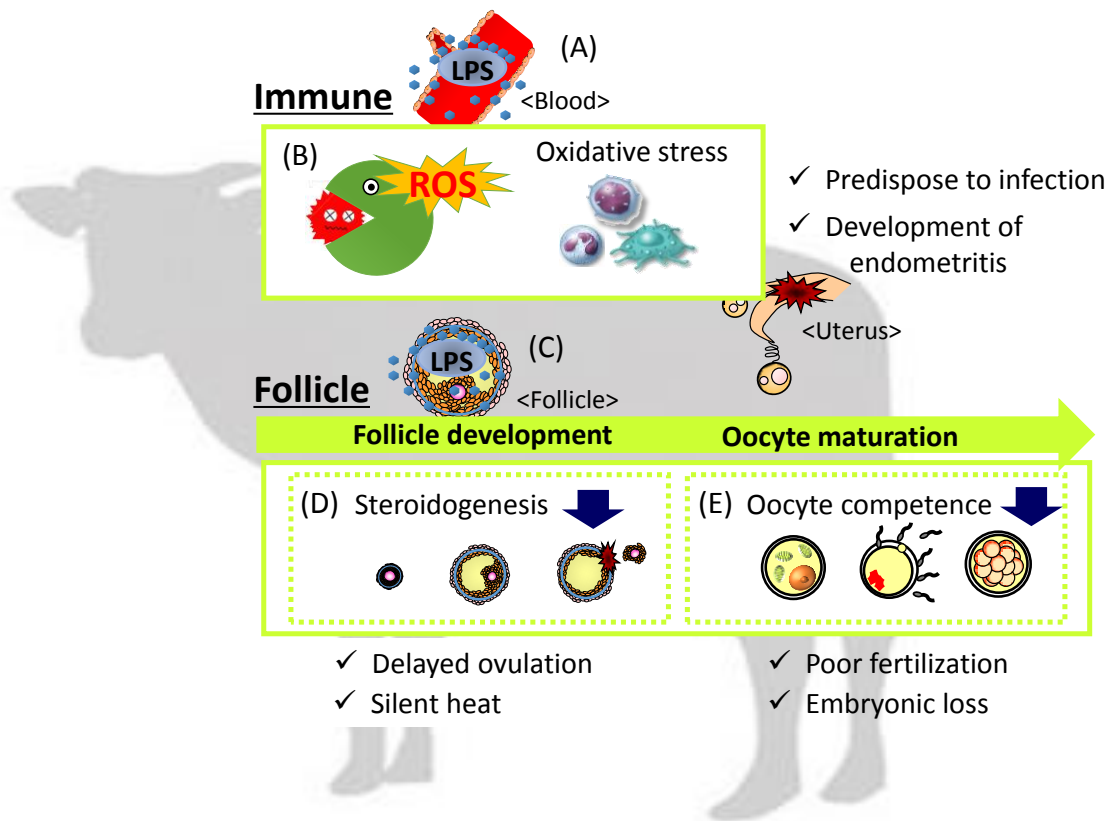 (A)
LPS
Immune
<Blood>
(B)
Oxidative stress
ROS
✓ Predispose to infection
✓ Development of
endometritis
<Uterus>
(C)
LPS
Follicle
<Follicle>
Follicle development
Oocyte maturation
(D) Steroidogenesis
(E) Oocyte competence
✓ Delayed ovulation
✓ Silent heat
✓ Poor fertilization
✓ Embryonic loss